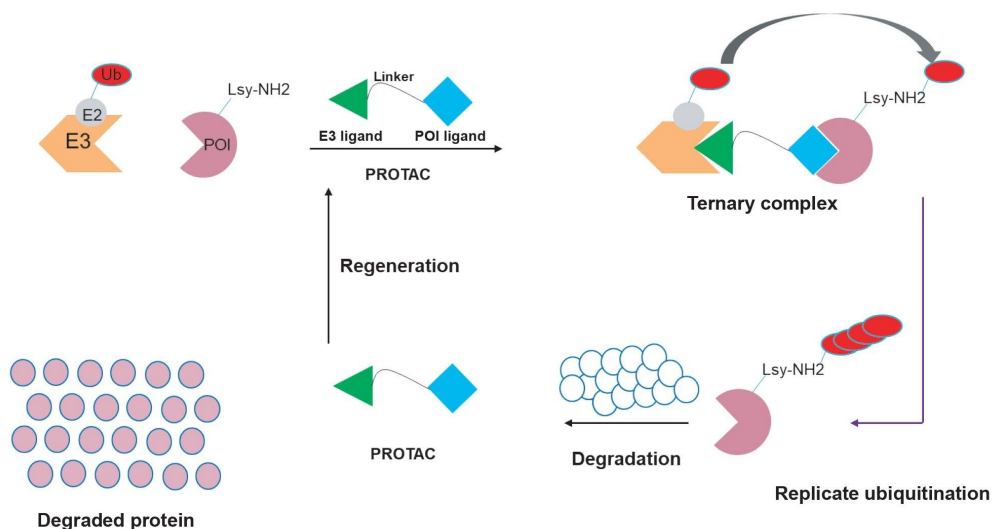 Ub
E2
E3
Lsy-NH2
POI
Linker
E3 ligand
POI ligand
PROTAC
Lsy-NH2
Ternary complex
Regeneration
PROTAC
Lsy-NH2
Degradation
Replicate ubiquitination
Degraded protein